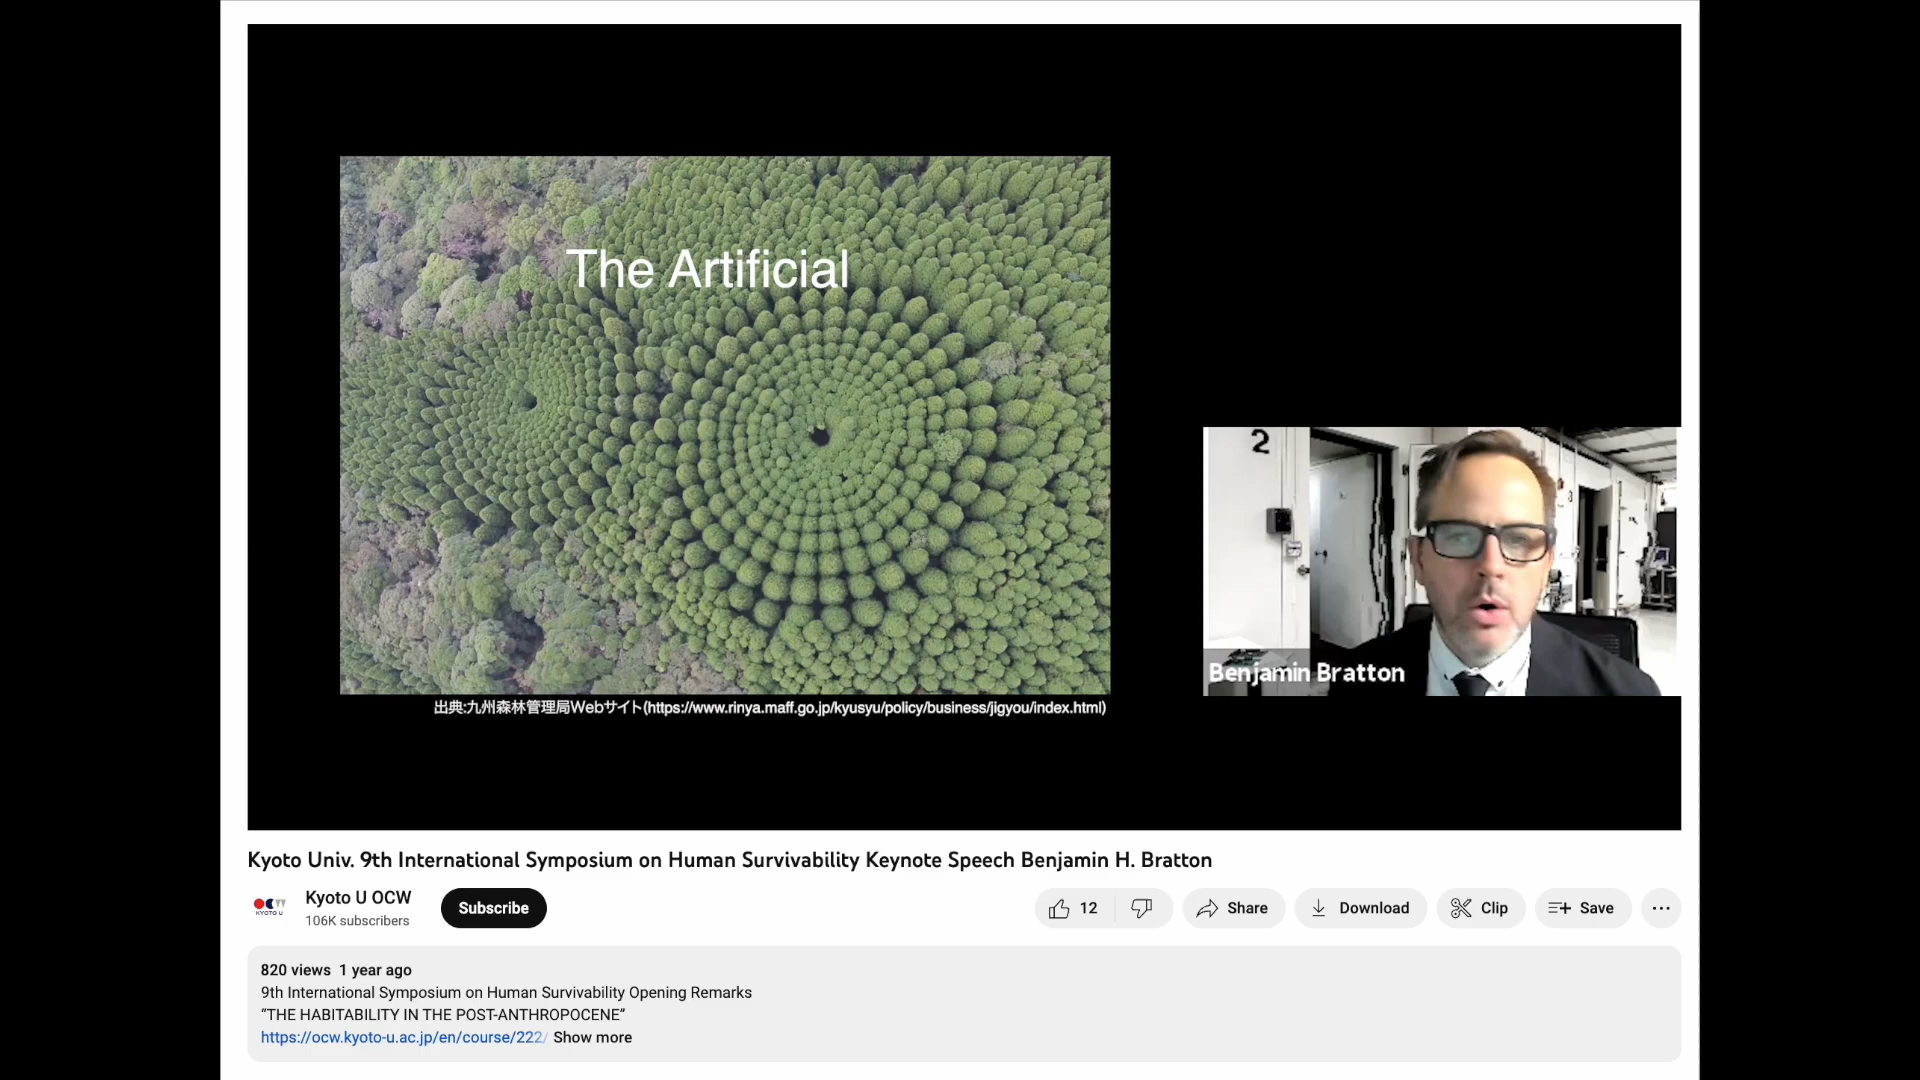 The Artificial
出典:九州森林管理局Webサイト(https://www.rinya.maff.go.jp/kyusyu/policy/business/jigyou/index.html)
2
Benjamin Bratton
Kyoto Univ. 9th International Symposium on Human Survivability Keynote Speech Benjamin H. Bratton
KYOTO U
Kyoto U OCW
106K subscribers
Subscribe
12
Share
Download
Clip
Save
820 views 1 year ago
9th International Symposium on Human Survivability Opening Remarks
“THE HABITABILITY IN THE POST-ANTHROPOCENE”
https://ocw.kyoto-u.ac.jp/en/course/222/ Show more